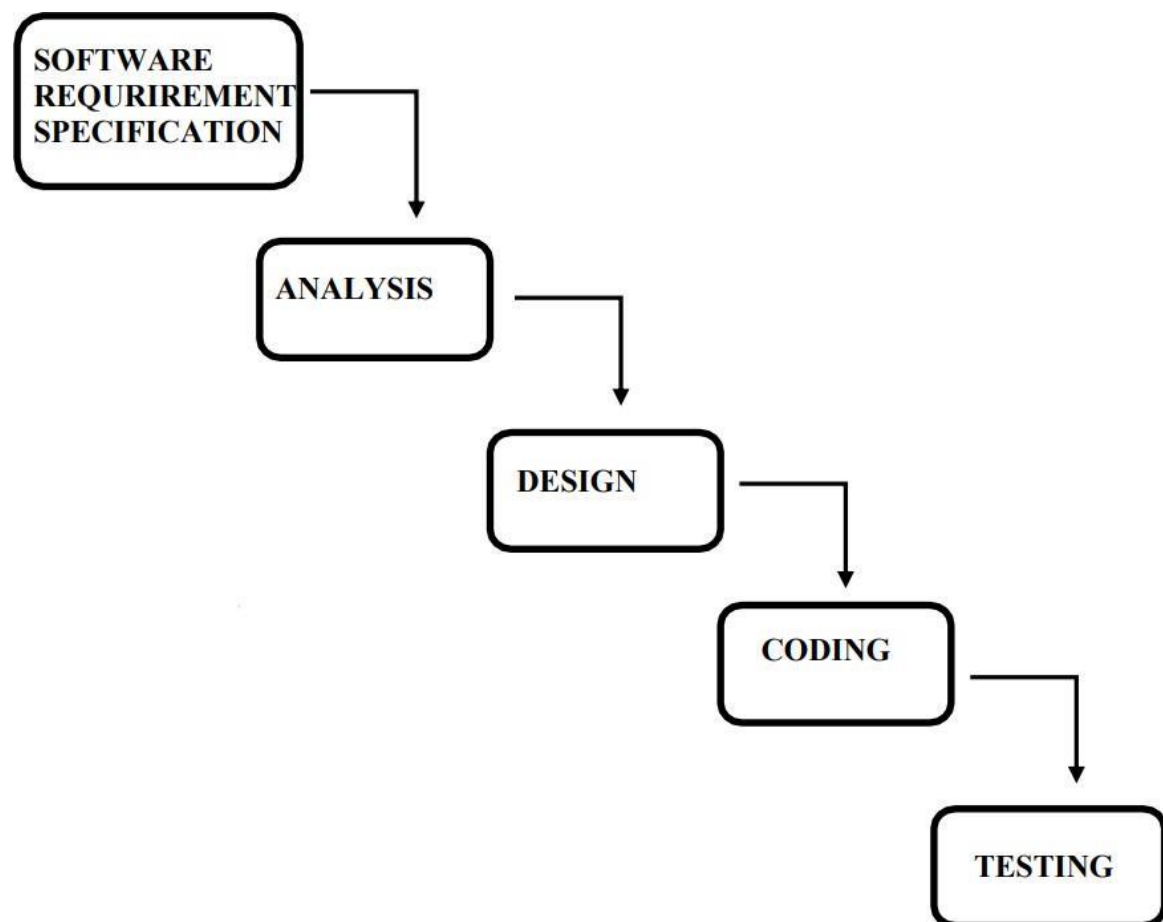 SOFTWARE
REQURIREMENT
SPECIFICATION
ANALYSIS
DESIGN
CODING
TESTING